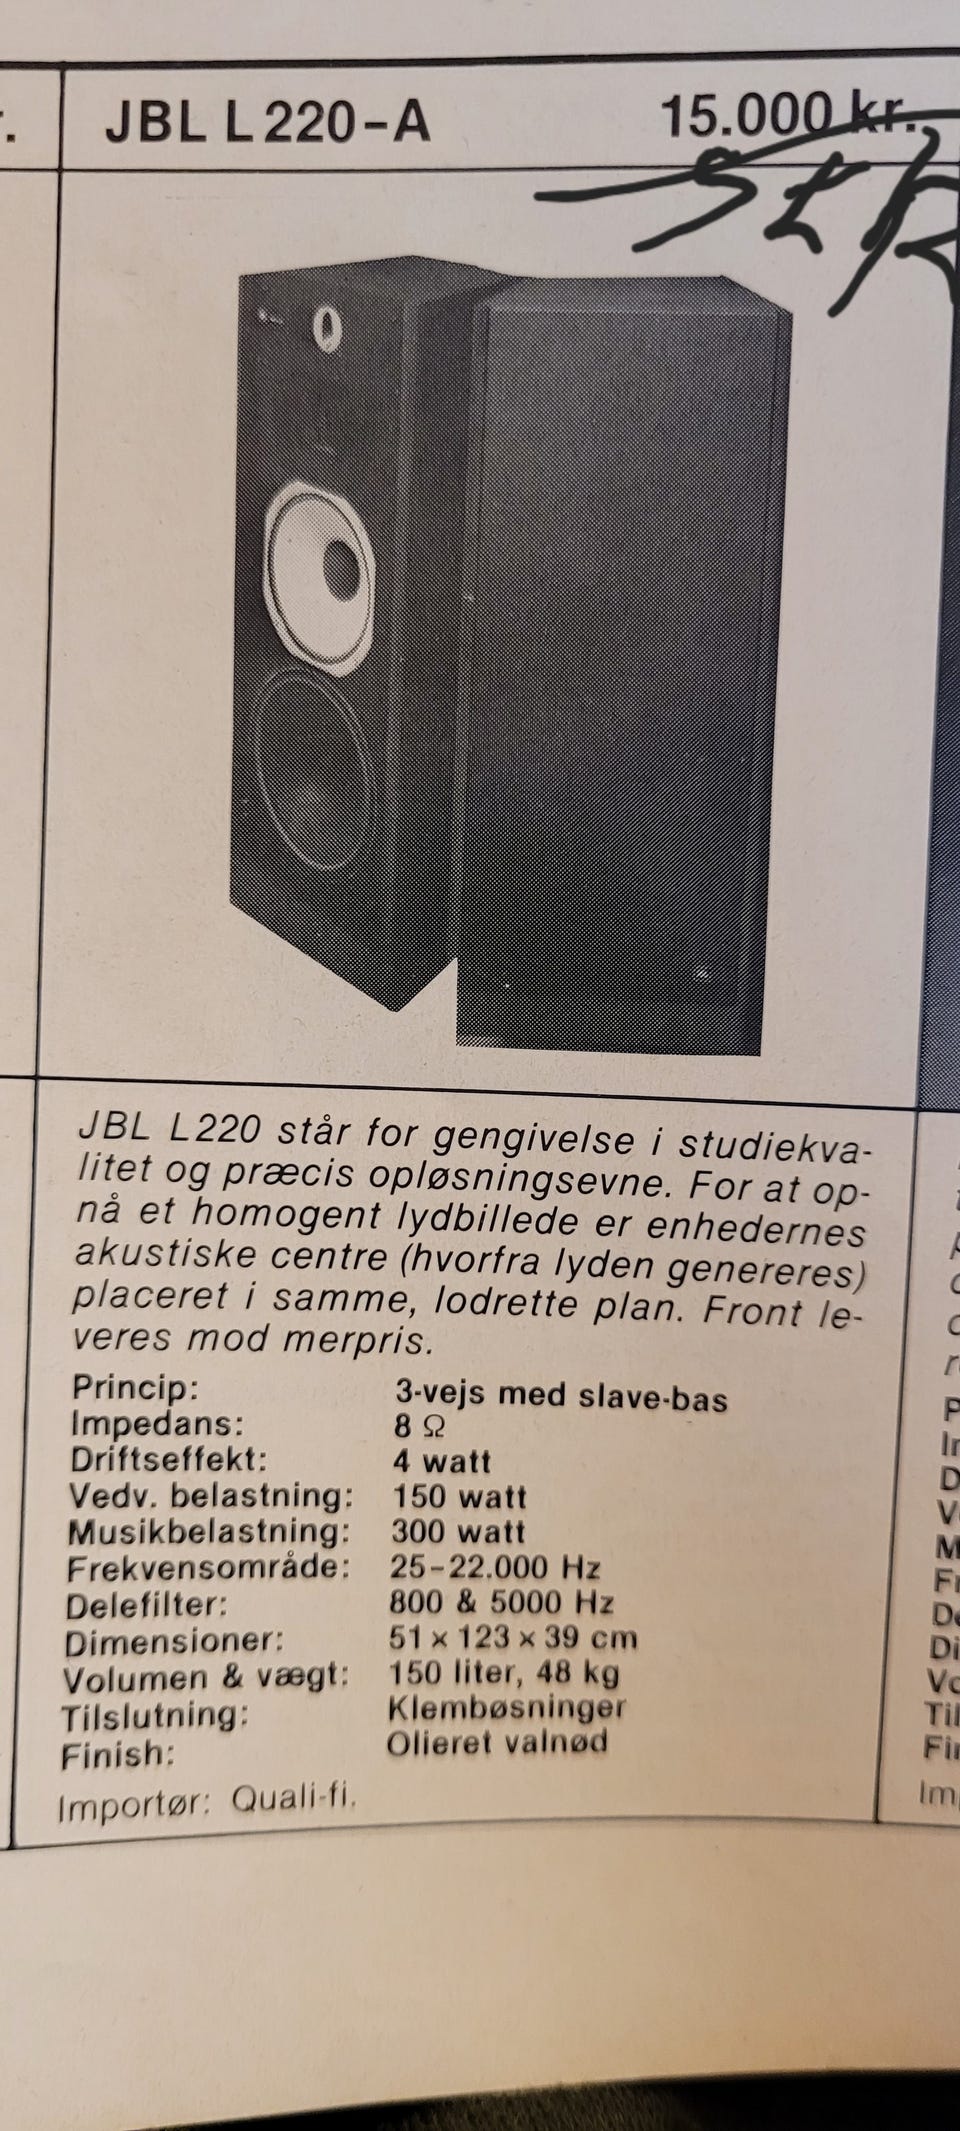 JBL L220-A 15.000 kr.
JBL L220 står for gengivelse i studiekva-
litet og præcis opløsningsevne. For at op-
nå et homogent lydbillede er enhedernes
akustiske centre (hvorfra lyden genereres)
placeret i samme, lodrette plan. Front le-
veres mod merpris.
Princip: 3-vejs med slave-bas
Impedans: 8 Ω
Driftseffekt: 4 watt
Vedv. belastning: 150 watt
Musikbelastning: 300 watt
Frekvensområde: 25-22.000 Hz
Delefilter: 800 & 5000 Hz
Dimensioner: 51 x 123 x 39 cm
Volumen & vægt: 150 liter, 48 kg
Tilslutning: Klembøsninger
Finish: Olieret valnød
Importør: Quali-fi.